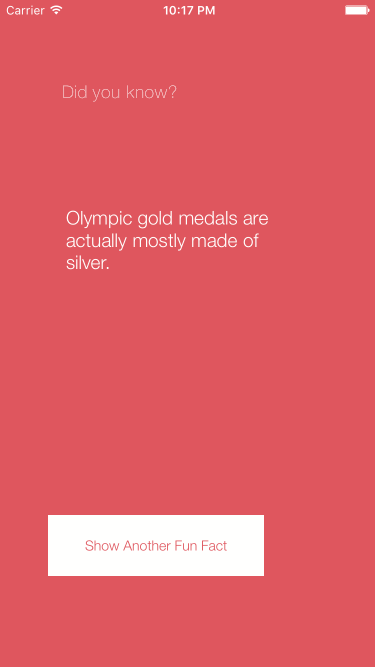 Carrier 10:17 PM
Did you know?
Olympic gold medals are
actually mostly made of
silver.
Show Another Fun Fact